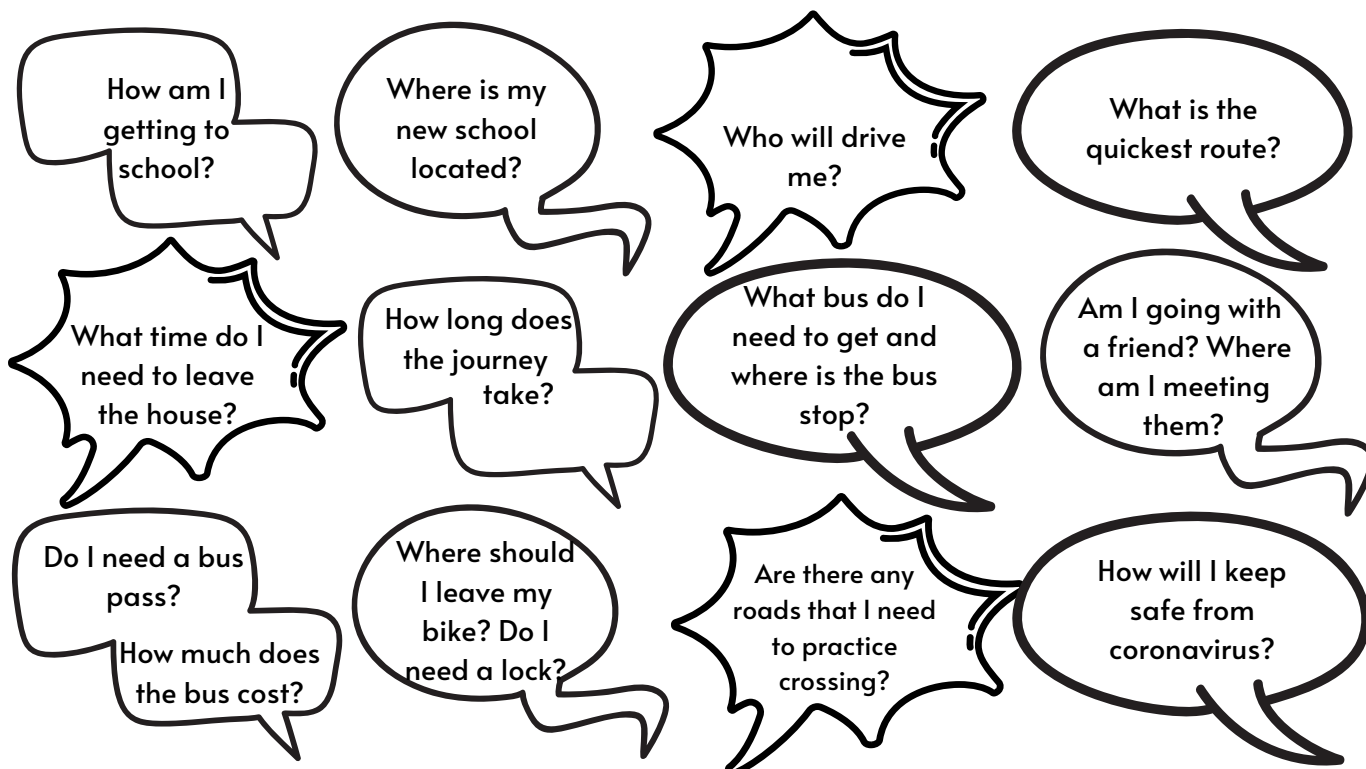 How am I
getting to
school?
Where is my
new school
located?
Who will drive
me?
What is the
quickest route?
What time do I
need to leave
the house?
How long does
the journey
take?
What bus do I
need to get and
where is the bus
stop?
Am I going with
a friend? Where
am I meeting
them?
Do I need a bus
pass?
How much does
the bus cost?
Where should
I leave my
bike? Do I
need a lock?
Are there any
roads that I need
to practice
crossing?
How will I keep
safe from
coronavirus?